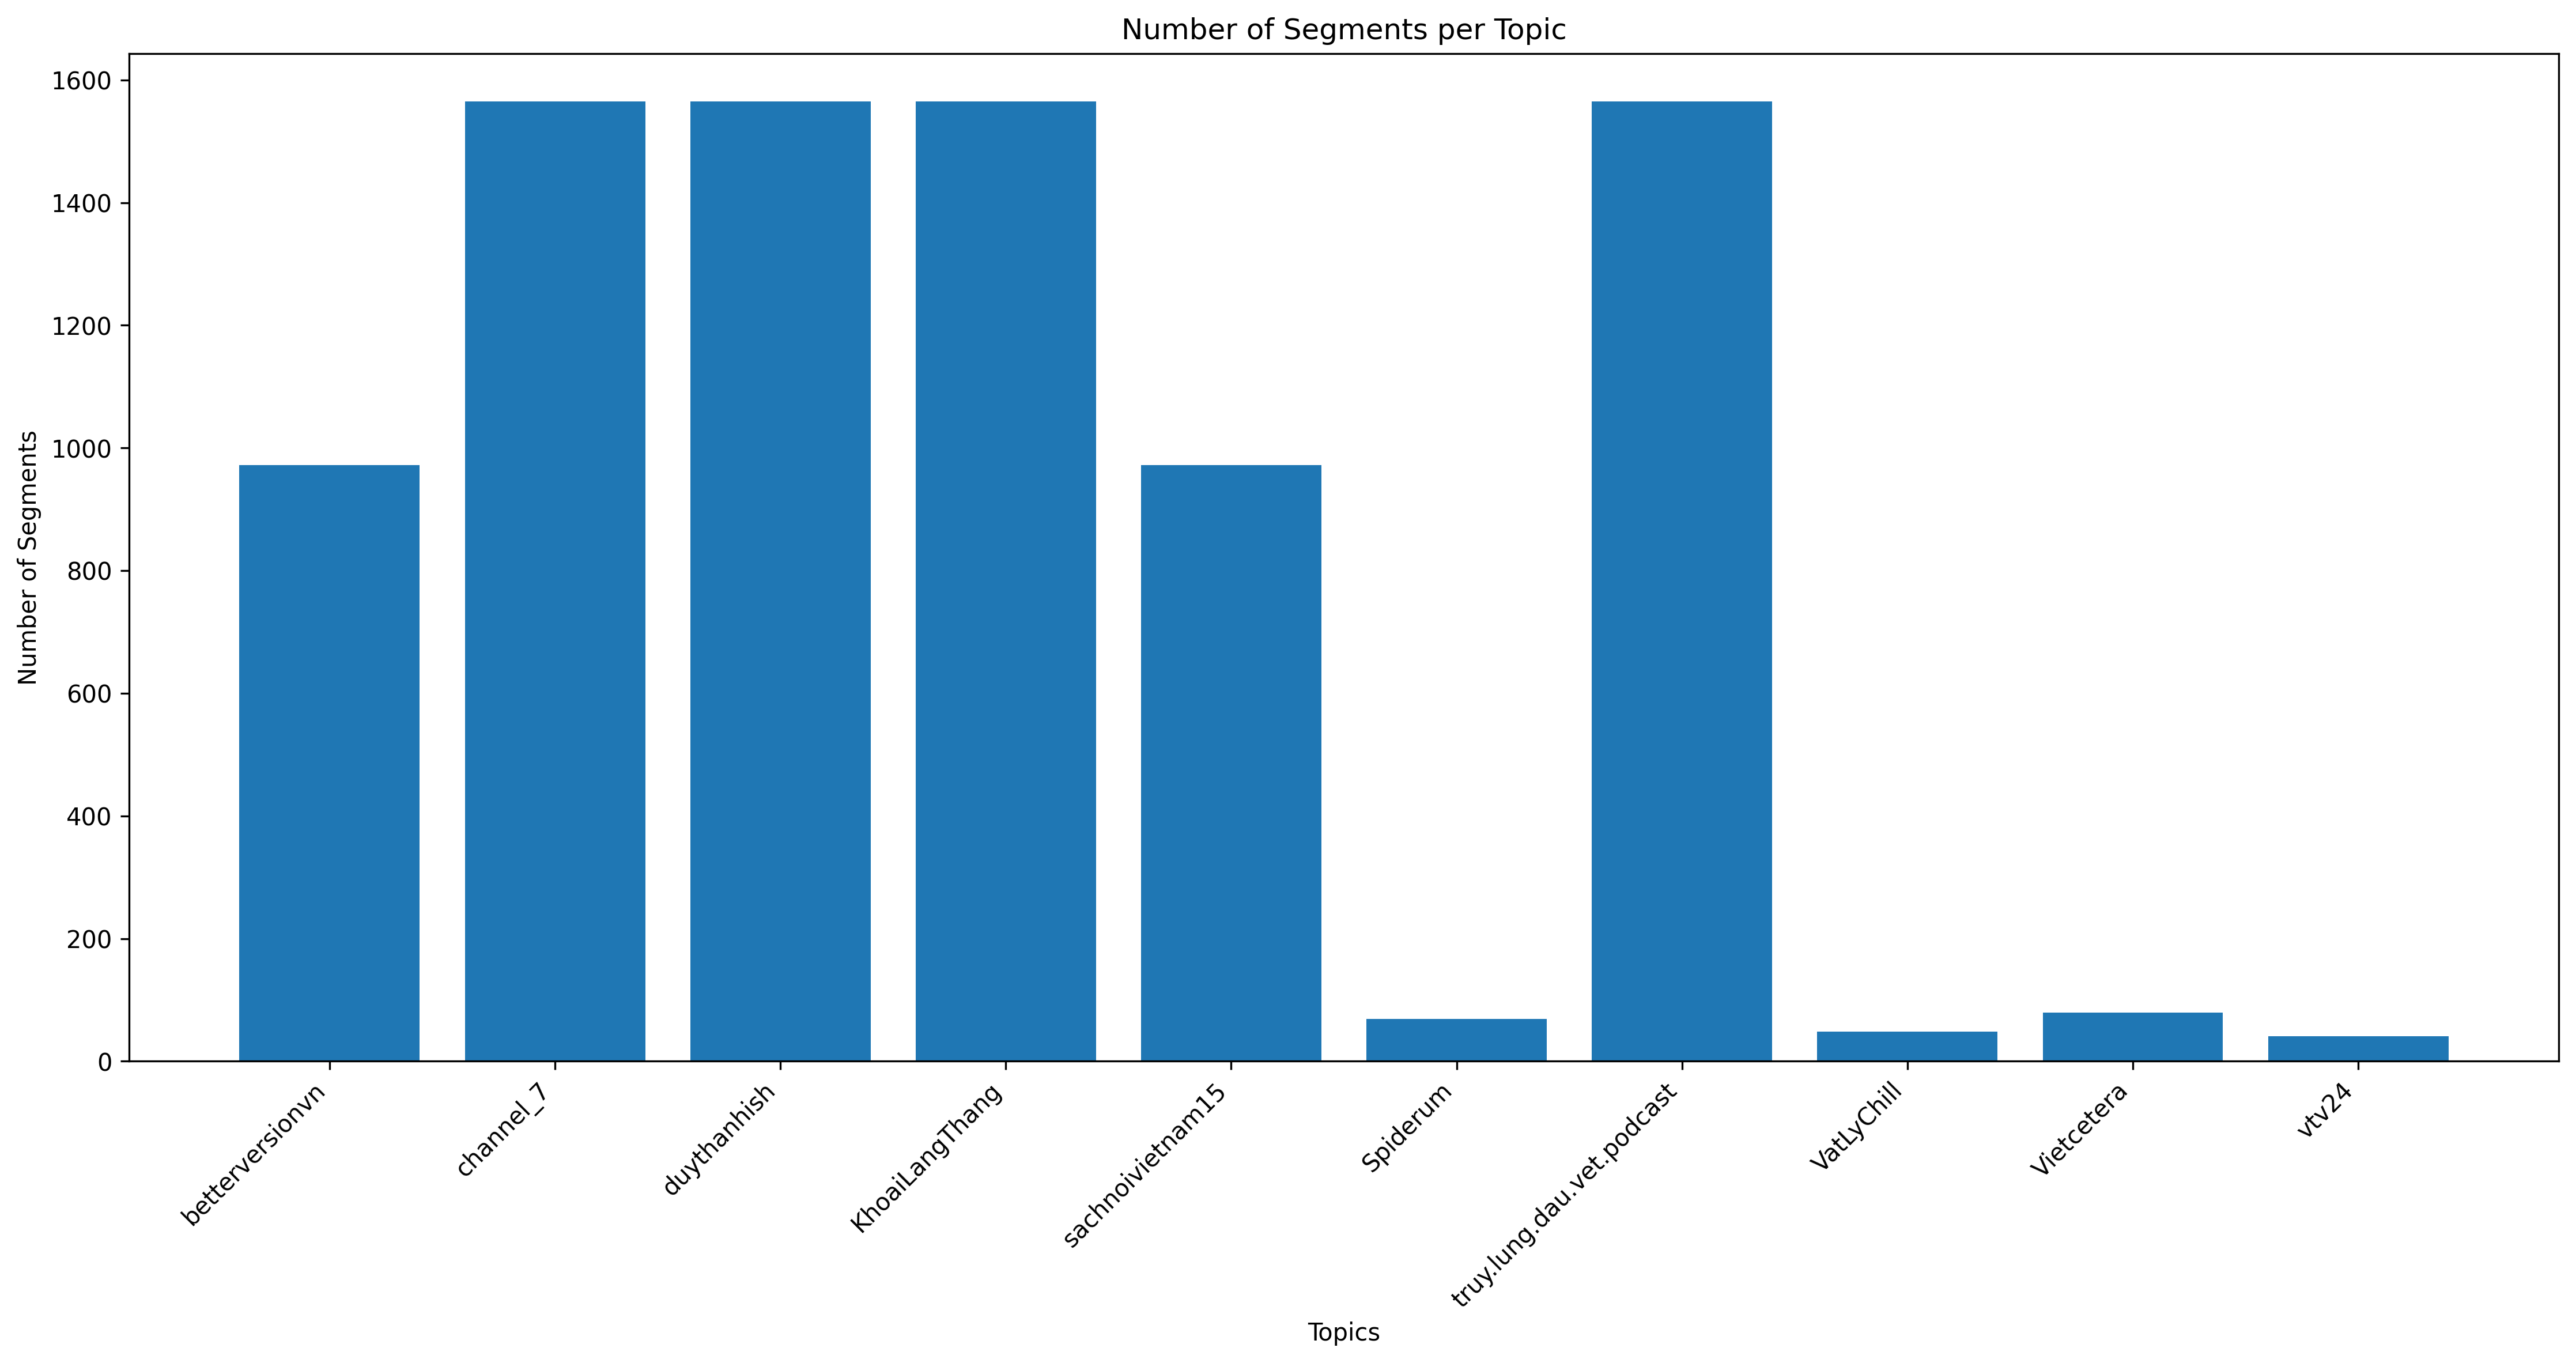 Number of Segments per Topic
Number of Segments
1600
1400
1200
1000
800
600
400
200
0
betterversionvn
channel_7
duythanhish
KhoaiLangThang
sachnoivietnam15
Spiderum
truy.lung.dau.vet.podcast
VatLyChill
Vietcetera
vtv24
Topics